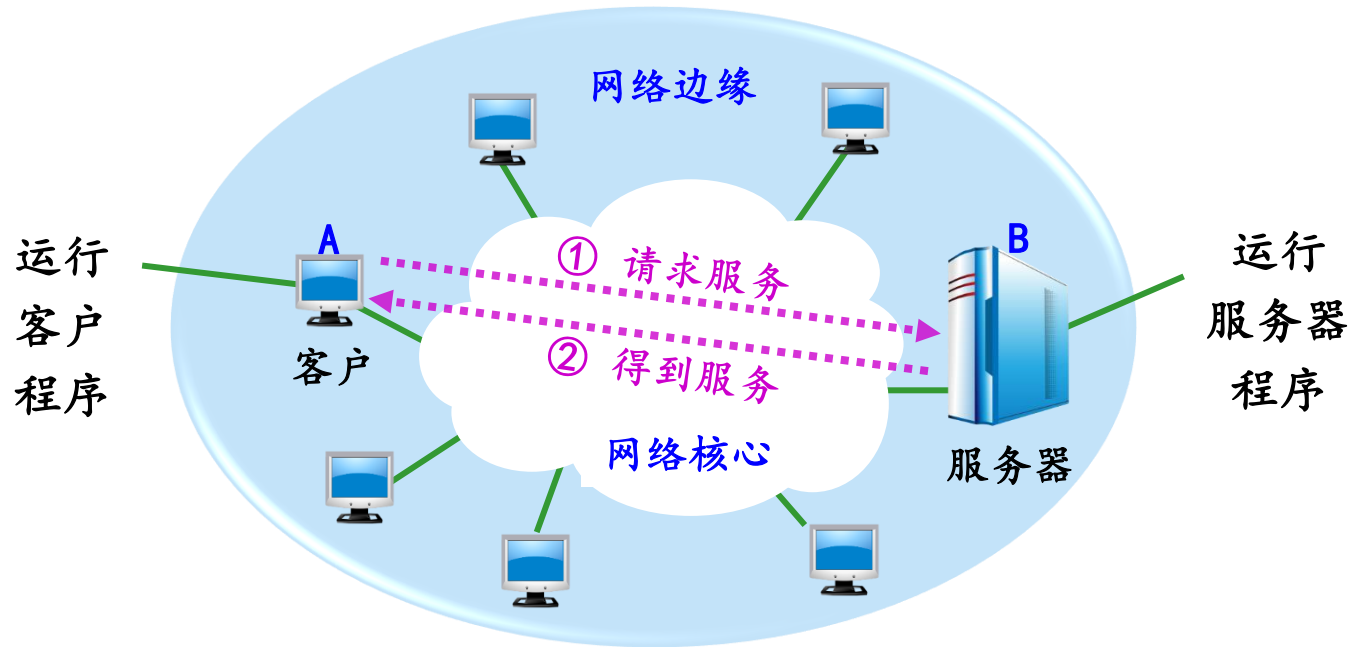 网络边缘
A
B
① 请求服务
② 得到服务
运行
客户
程序
客户
网络核心
服务器
运行
服务器
程序